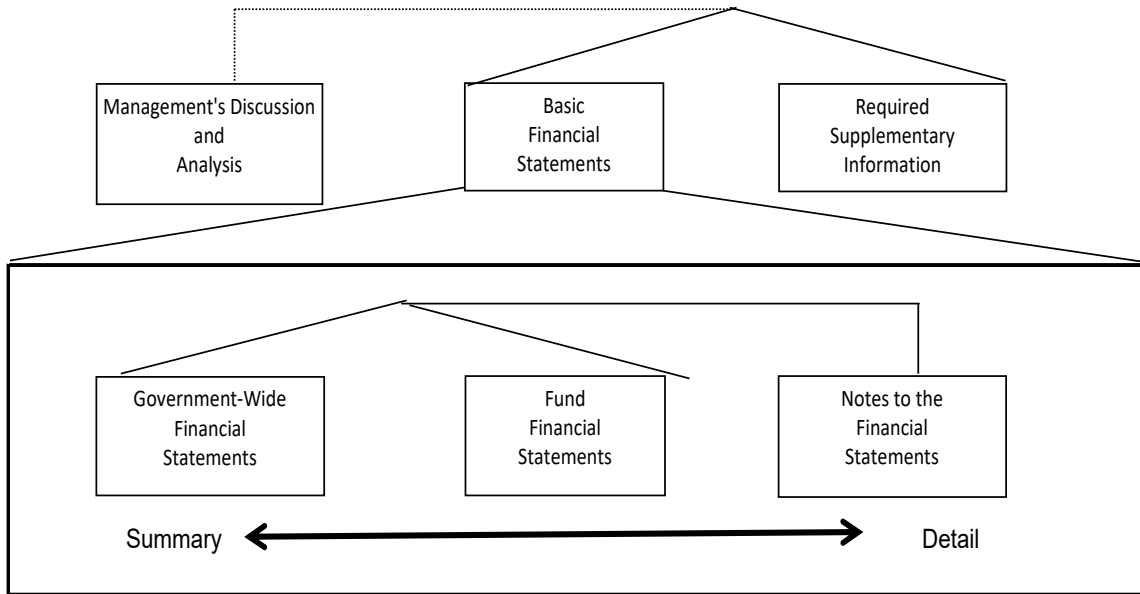 Management's Discussion
and
Analysis
Basic
Financial
Statements
Required
Supplementary
Information
Government-Wide
Financial
Statements
Fund
Financial
Statements
Notes to the
Financial
Statements
Summary
Detail